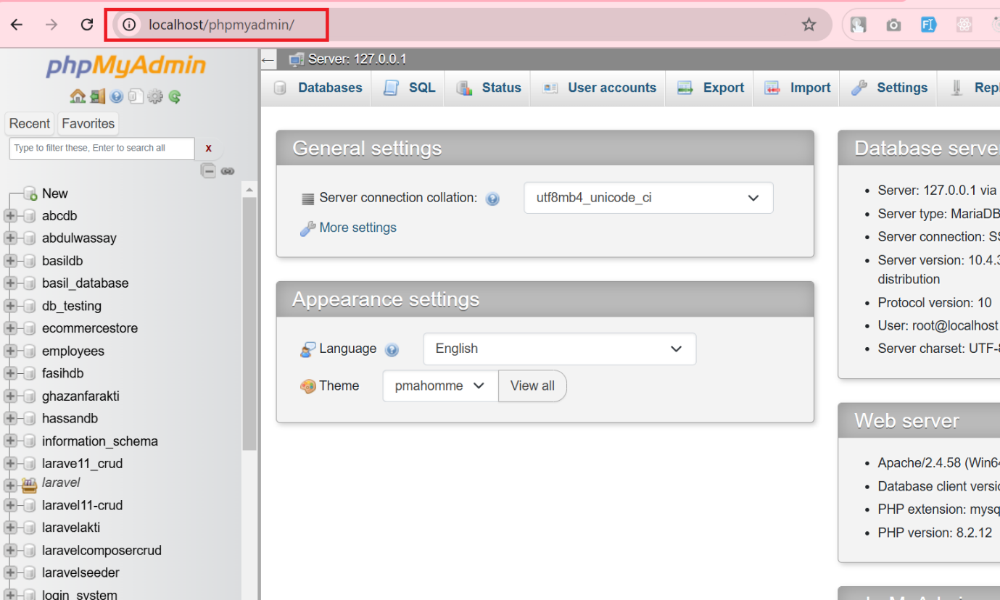 localhost/phpmyadmin/
phpMyAdmin
Recent Favorites
Type to filter these, Enter to search all X
New
abcdb
abdulwassay
basildb
basil_database
db_testing
ecommercestore
employees
fasihdb
ghazanfarakti
hassandb
information_schema
larave11_crud
laravel
laravel11-crud
laravelakti
laravelcomposercrud
laravelseeder
login_system
Server: 127.0.0.1
Databases SQL Status User accounts Export Import Settings
General settings
Server connection collation: utf8mb4_unicode_ci
More settings
Appearance settings
Language English
Theme pmahomme View all
Database serve
Server: 127.0.0.1 via
Server type: MariaDB
Server connection: SS
Server version: 10.4.3
distribution
Protocol version: 10
User: root@localhost
Server charset: UTF-8
Web server
Apache/2.4.58 (Win64
Database client versio
PHP extension: mysq
PHP version: 8.2.12